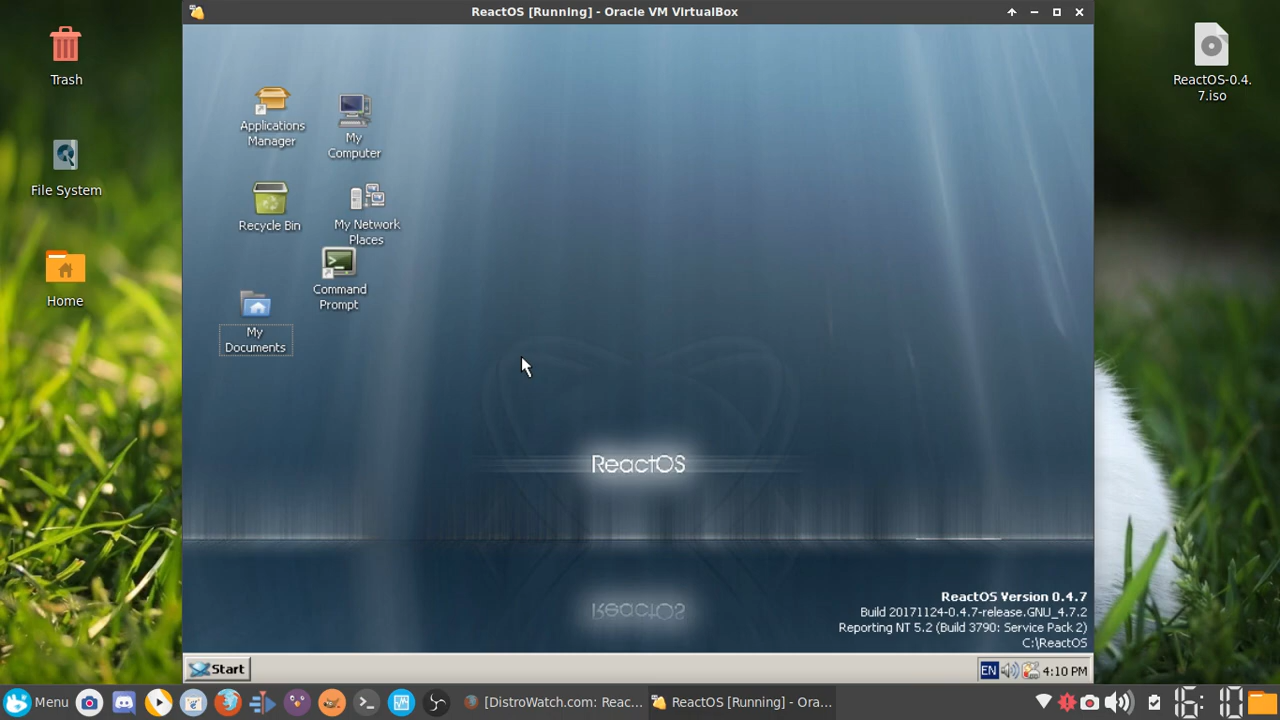 ReactOS [Running] - Oracle VM VirtualBox
Trash
File System
Home
ReactOS-0.4.
7.iso
Applications
Manager
My
Computer
Recycle Bin
My Network
Places
Command
Prompt
My
Documents
ReactOS
ReactOS
ReactOS Version 0.4.7
Build 20171124-0.4.7-release.GNU_4.7.2
Reporting NT 5.2 (Build 3790: Service Pack 2)
C:\ReactOS
Start
EN
4:10 PM
Menu
[DistroWatch.com: Reac...
ReactOS [Running] - Ora...
16:10